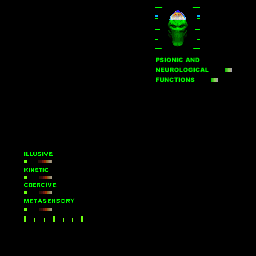 PSIONIC AND
NEUROLOGICAL
FUNCTIONS
ILLUSIVE
KINETIC
COERCIVE
METASENSORY